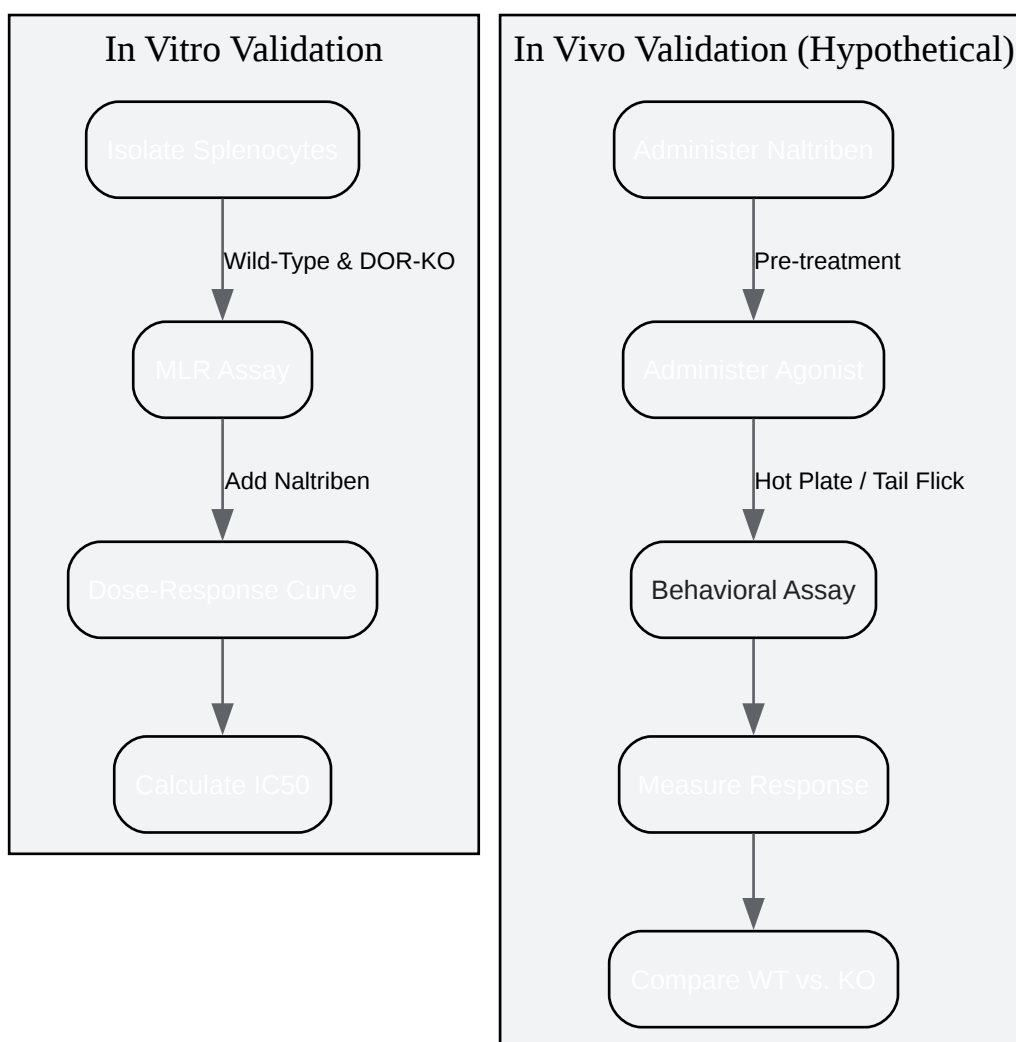 In Vitro Validation
Isolate Splenocytes
Wild-Type & DOR-KO
MLR Assay
Add Naltriben
Dose-Response Curve
Calculate IC50
In Vivo Validation (Hypothetical)
Administer Naltriben
Pre-treatment
Administer Agonist
Hot Plate / Tail Flick
Behavioral Assay
Measure Response
Compare WT vs. KO